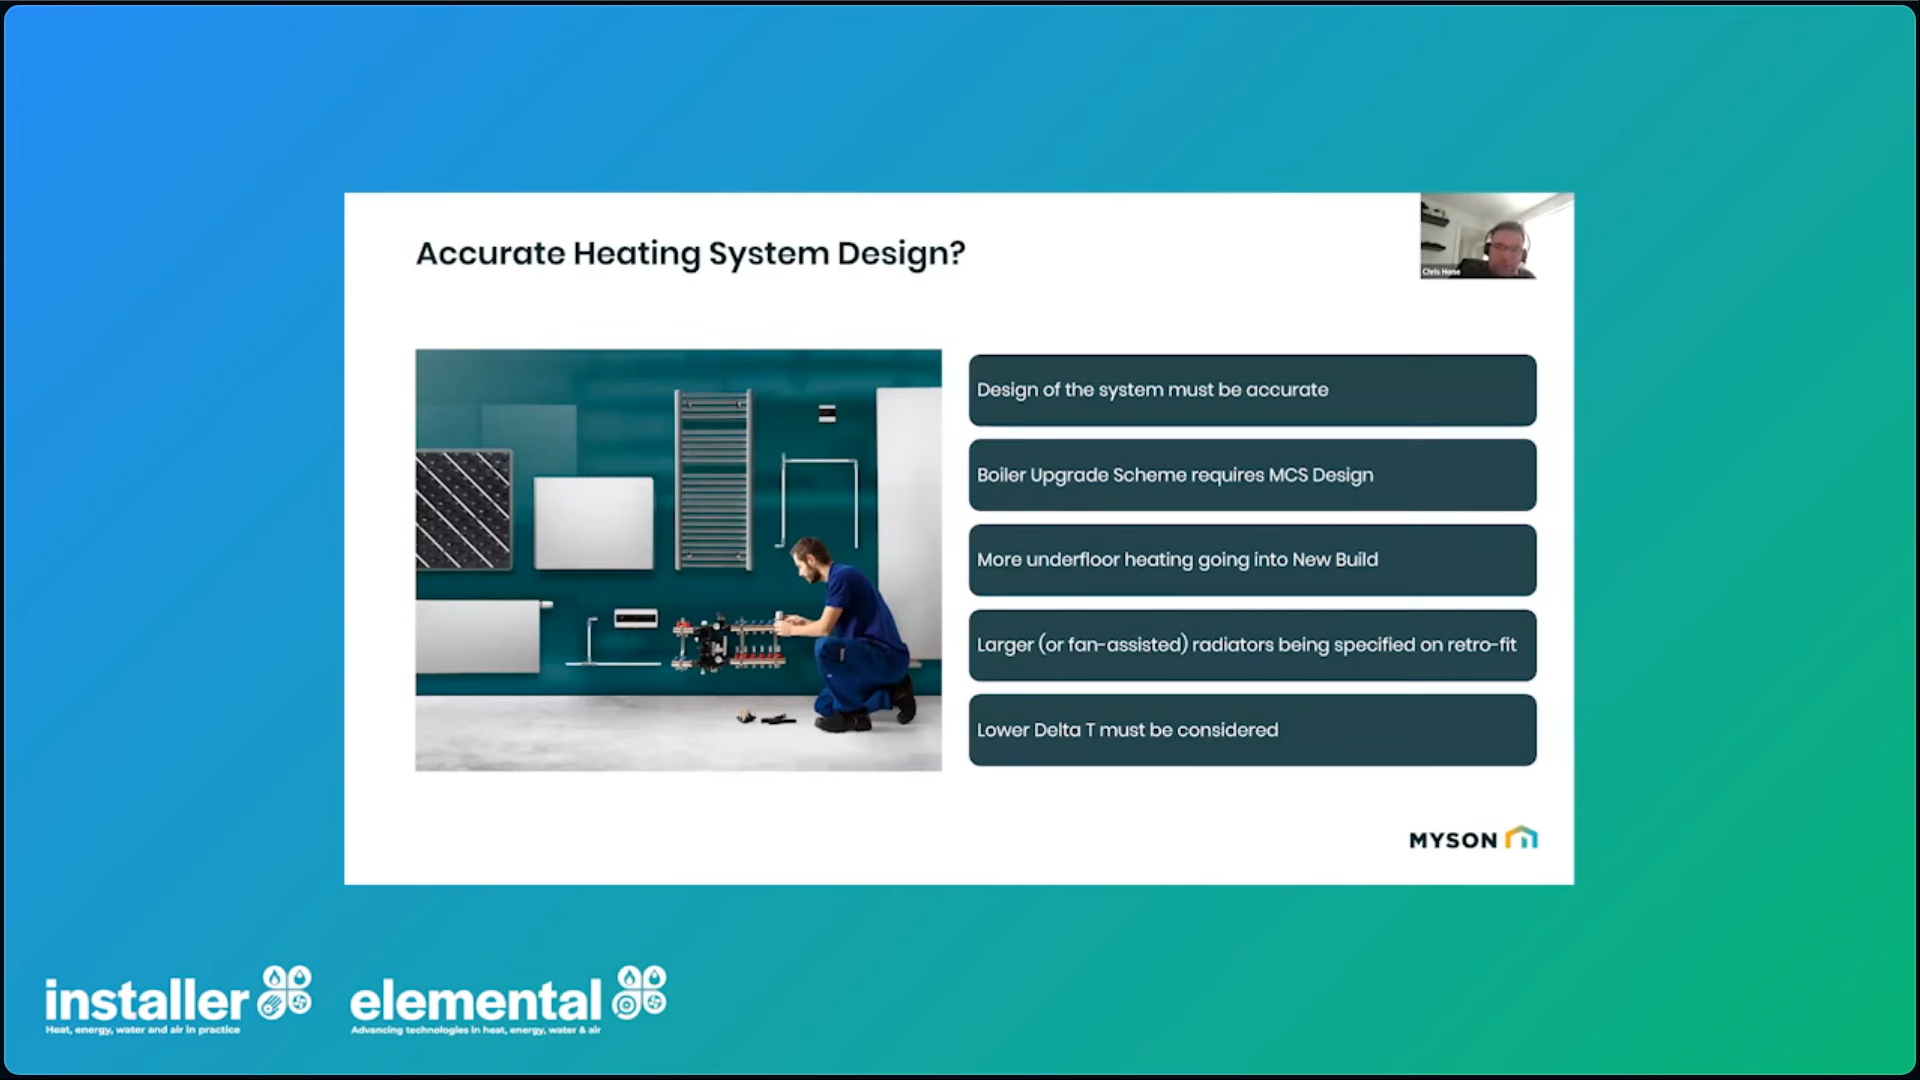 Accurate Heating System Design?
Chris Hone
Design of the system must be accurate
Boiler Upgrade Scheme requires MCS Design
More underfloor heating going into New Build
Larger (or fan-assisted) radiators being specified on retro-fit
Lower Delta T must be considered
MYSON
installer
Heat, energy, water and air in practice
elemental
Advancing technologies in heat, energy, water & air